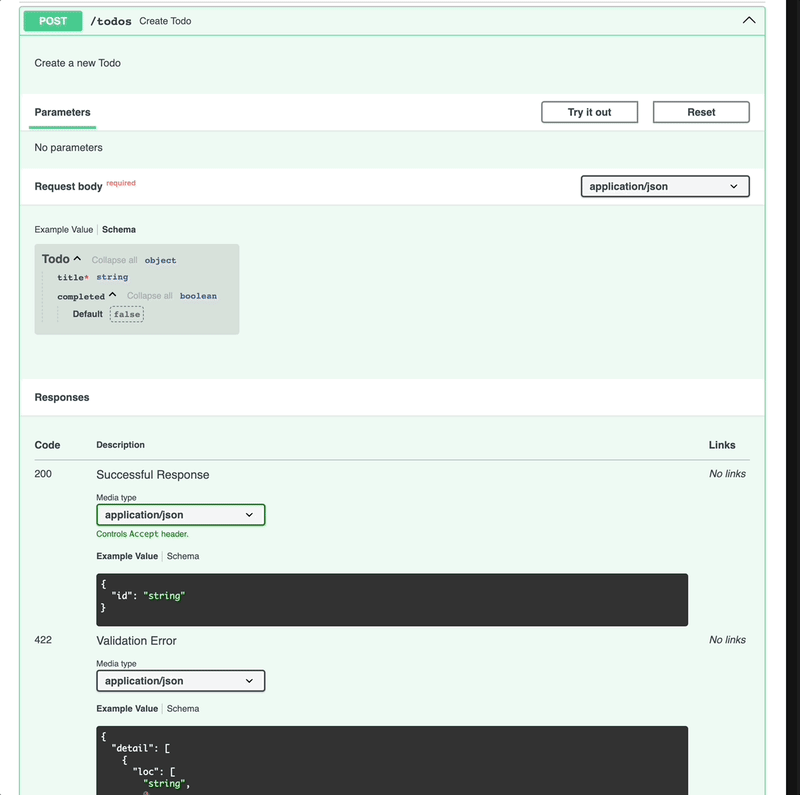 POST /todos Create Todo
Create a new Todo
Parameters Try it out Reset
No parameters
Request body required application/json
Example Value Schema
Todo Collapse all object
title* string
completed Collapse all boolean
Default false
Responses
Code Description Links
200 Successful Response No links
Media type
application/json
Controls Accept header.
Example Value Schema
{
"id": "string"
}
422 Validation Error No links
Media type
application/json
Example Value Schema
{
"detail": [
{
"loc": [
"string",